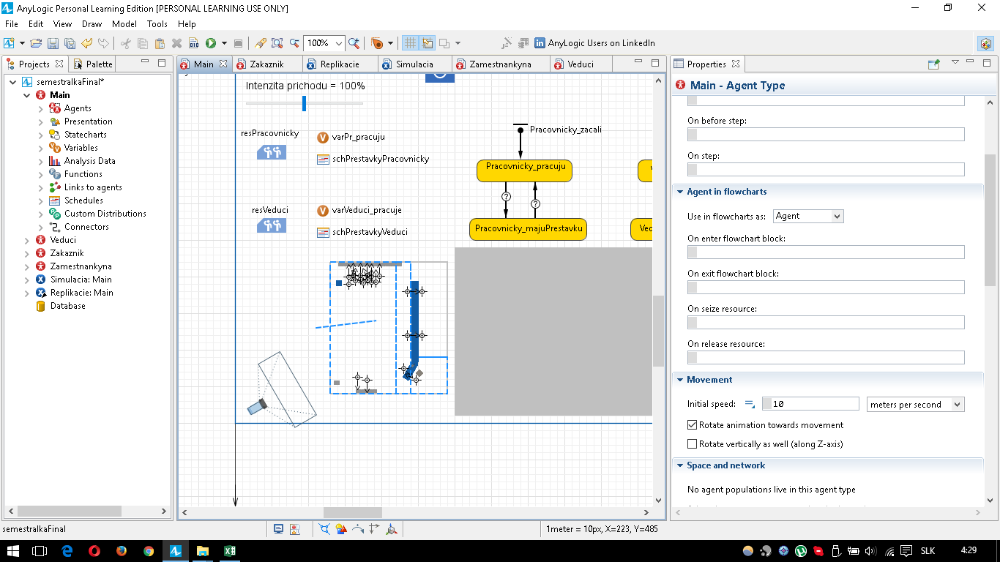 AnyLogic Personal Learning Edition [PERSONAL LEARNING USE ONLY]
File Edit View Draw Model Tools Help
100%
AnyLogic Users on LinkedIn
Projects Palette
Main Zakaznik Replikacie Simulacia Zamestnankyna Veduci
Properties
semestralkaFinal*
Main
Agents
Presentation
Statecharts
Variables
Analysis Data
Functions
Links to agents
Schedules
Custom Distributions
Connectors
Veduci
Zakaznik
Zamestnankyna
Simulacia: Main
Replikacie: Main
Database
Intenzita prichodu = 100%
resPracovnicky
varPr_pracuju
schPrestavkyPracovnicky
resVeduci
varVeduci_pracuje
schPrestavkyVeduci
Pracovnicky_zacali
Pracovnicky_pracuju
?
?
Pracovnicky_majuPrestavku
Main - Agent Type
On before step:
On step:
Agent in flowcharts
Use in flowcharts as: Agent
On enter flowchart block:
On exit flowchart block:
On seize resource:
On release resource:
Movement
Initial speed: 10 meters per second
Rotate animation towards movement
Rotate vertically as well (along Z-axis)
Space and network
No agent populations live in this agent type
semestralkaFinal
1meter = 10px, X=223, Y=485
SLK
4:29